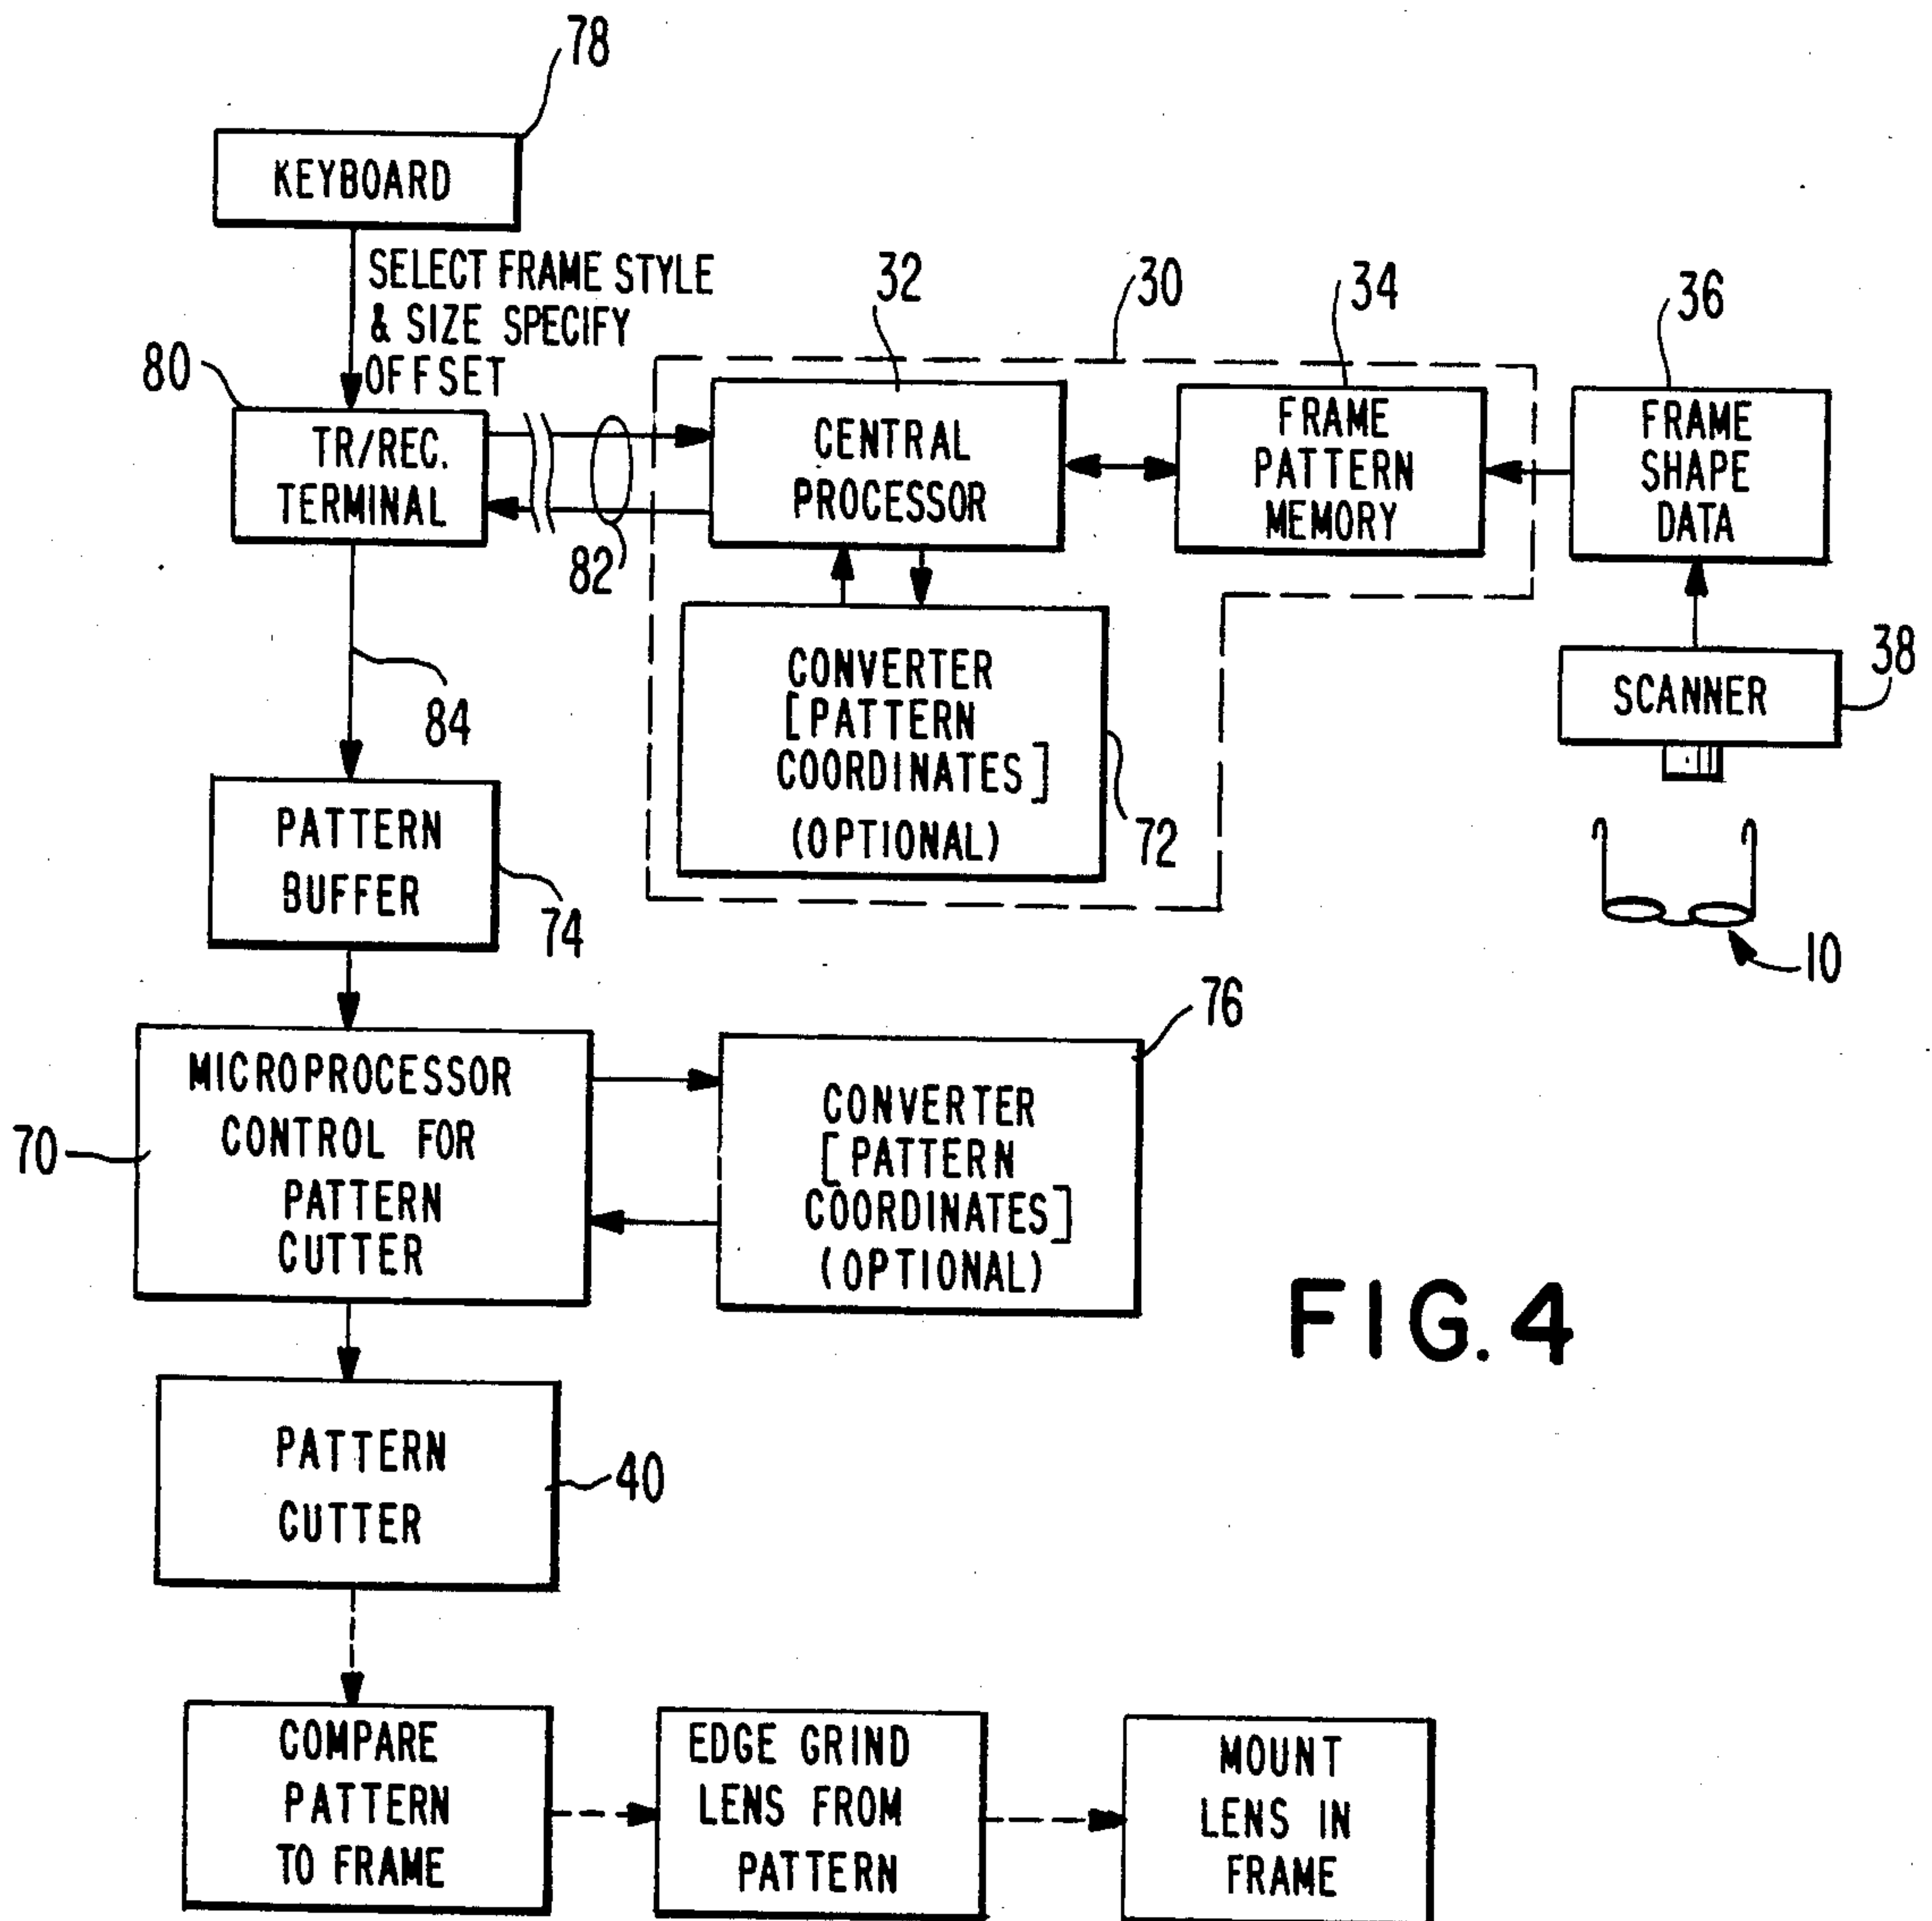 78
KEYBOARD
SELECT FRAME STYLE
& SIZE SPECIFY
OFFSET
80
TR/REC.
TERMINAL
82
84
32
CENTRAL
PROCESSOR
30
34
FRAME
PATTERN
MEMORY
36
FRAME
SHAPE
DATA
38
SCANNER
10
CONVERTER
[PATTERN
COORDINATES]
(OPTIONAL)
72
PATTERN
BUFFER
74
70
MICROPROCESSOR
CONTROL FOR
PATTERN
CUTTER
76
CONVERTER
[PATTERN
COORDINATES]
(OPTIONAL)
FIG. 4
PATTERN
CUTTER
40
COMPARE
PATTERN
TO FRAME
EDGE GRIND
LENS FROM
PATTERN
MOUNT
LENS IN
FRAME